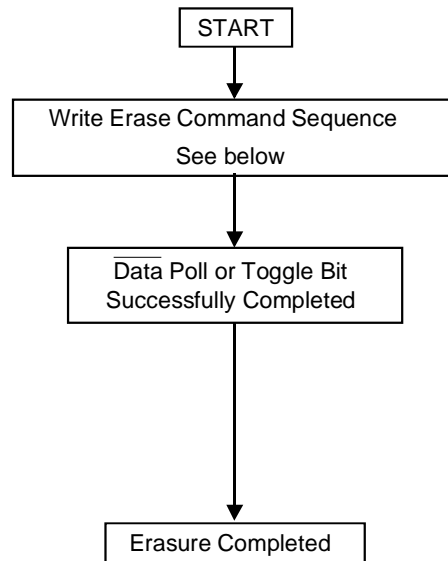 START
Write Erase Command Sequence
See below
Data Poll or Toggle Bit
Successfully Completed
Erasure Completed